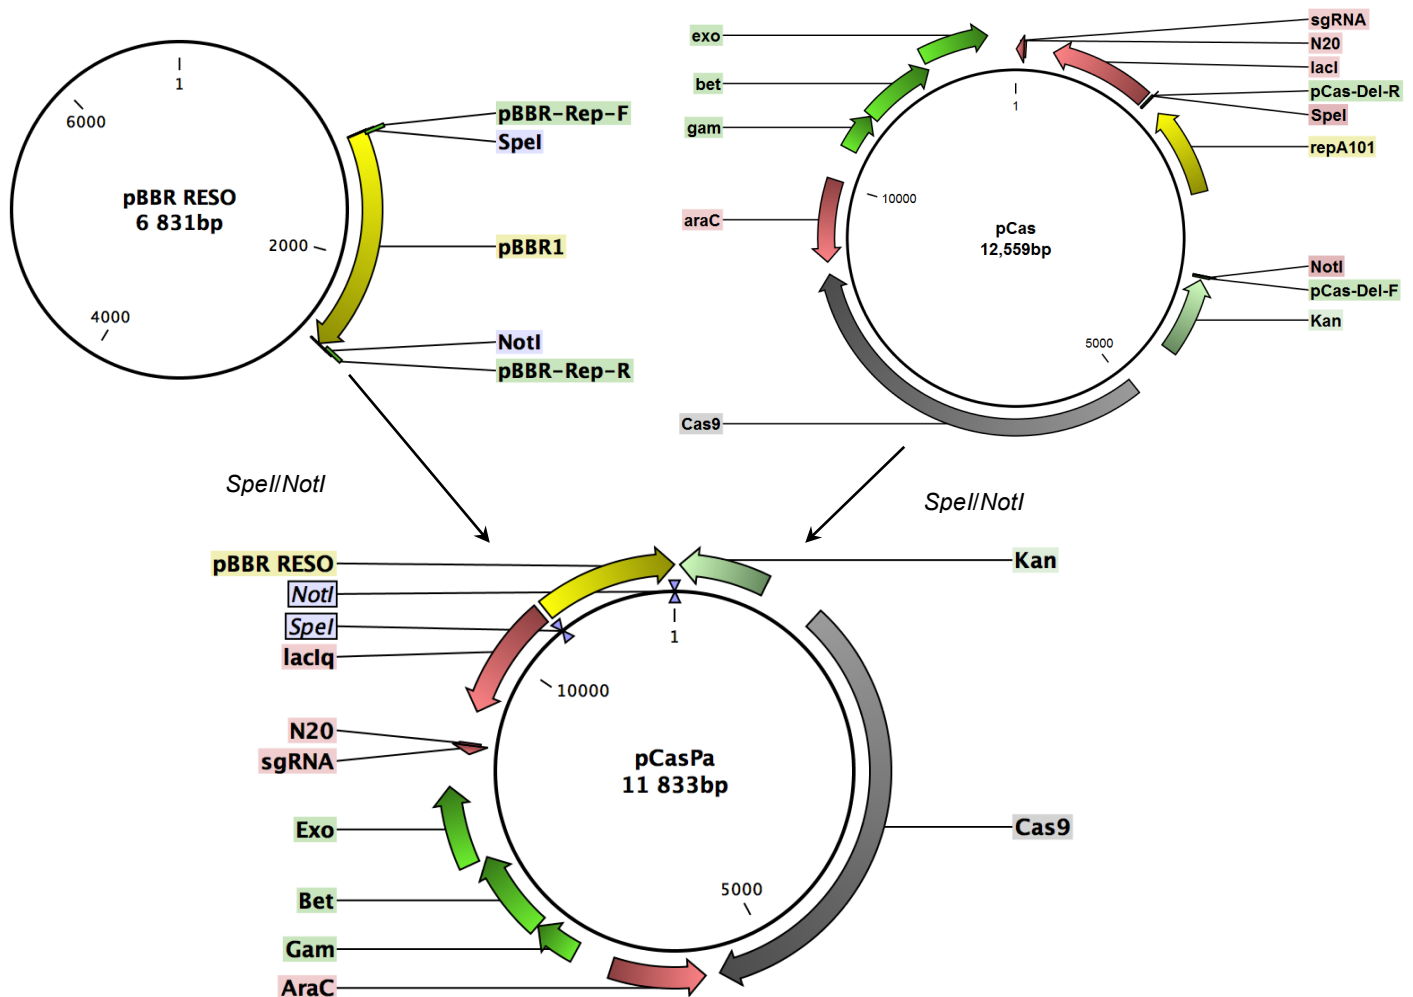 1
6000
pBBR RESO
6 831bp
2000
4000
pBBR-Rep-F
SpeI
pBBR1
NotI
pBBR-Rep-R
exo
bet
gam
araC
Cas9
1
10000
pCas
12,559bp
5000
sgRNA
N20
lacI
pCas-Del-R
SpeI
repA101
NotI
pCas-Del-F
Kan
SpeI/NotI
SpeI/NotI
pBBR RESO
NotI
SpeI
lacIq
N20
sgRNA
Exo
Bet
Gam
AraC
1
10000
pCasPa
11 833bp
5000
Kan
Cas9